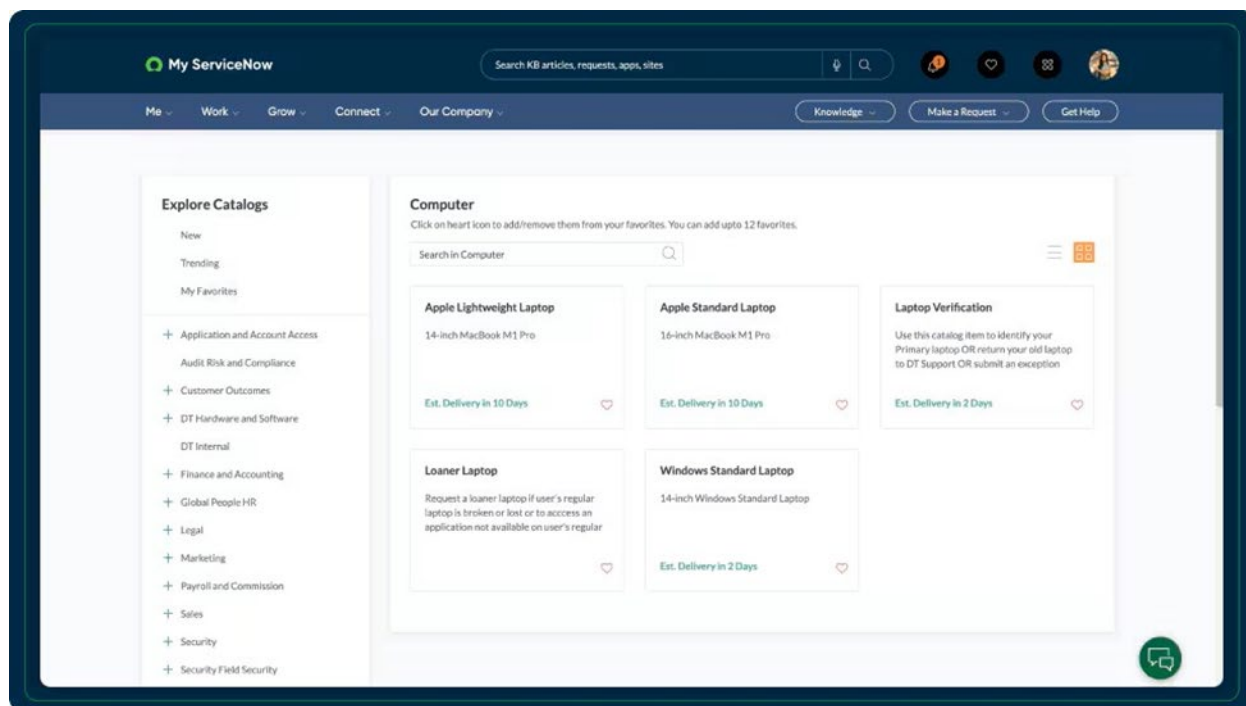 My ServiceNow
Search KB articles, requests, apps, sites
1
Me
Work
Grow
Connect
Our Company
Knowledge
Make a Request
Get Help
Explore Catalogs
New
Trending
My Favorites
Application and Account Access
Audit Risk and Compliance
Customer Outcomes
DT Hardware and Software
DT Internal
Finance and Accounting
Global People HR
Legal
Marketing
Payroll and Commission
Sales
Security
Security Field Security
Computer
Click on heart icon to add/remove them from your favorites. You can add upto 12 favorites.
Search in Computer
Apple Lightweight Laptop
14-inch MacBook M1 Pro
Est. Delivery in 10 Days
Apple Standard Laptop
16-inch MacBook M1 Pro
Est. Delivery in 10 Days
Laptop Verification
Use this catalog item to identify your
Primary laptop OR return your old laptop
to DT Support OR submit an exception
Est. Delivery in 2 Days
Loaner Laptop
Request a loaner laptop if user's regular
laptop is broken or lost or to acccess an
application not available on user's regular
Windows Standard Laptop
14-inch Windows Standard Laptop
Est. Delivery in 2 Days